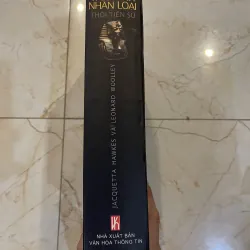 NHÂN LOẠI
THỜI TIỀN SỬ
JACQUETTA HAWKES VÀ LEONARD WOOLLEY
NHÀ XUẤT BẢN
VĂN HÓA THÔNG TIN